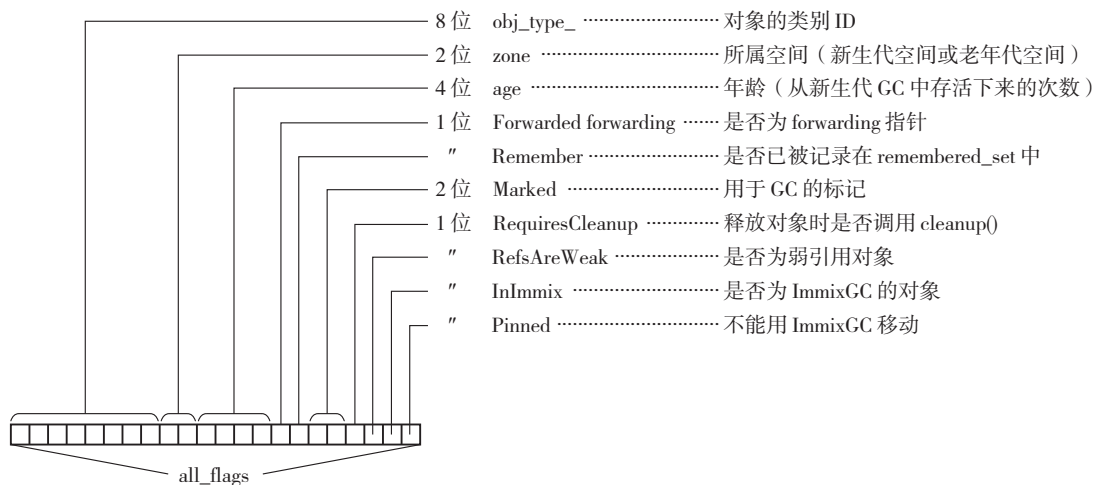 8 位 obj_type_ ………………… 对象的类别 ID
2 位 zone ………………… 所属空间（新生代空间或老年代空间）
4 位 age ………………… 年龄（从新生代 GC 中存活下来的次数）
1 位 Forwarded forwarding …… 是否为 forwarding 指针
〃 Remember ………………… 是否已被记录在 remembered_set 中
2 位 Marked ………………… 用于 GC 的标记
1 位 RequiresCleanup ………… 释放对象时是否调用 cleanup()
〃 RefsAreWeak ………………… 是否为弱引用对象
〃 InImmix ………………… 是否为 ImmixGC 的对象
〃 Pinned ………………… 不能用 ImmixGC 移动
all_flags